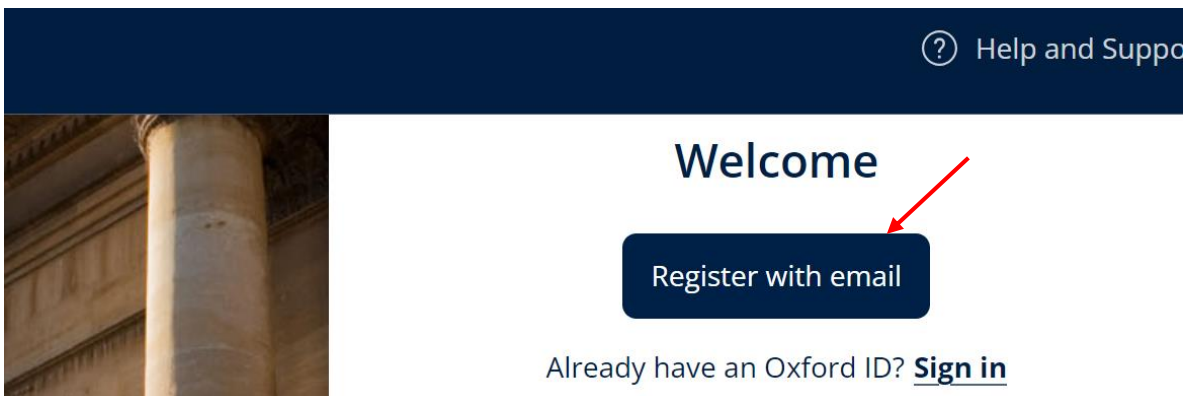 Help and Suppo
Welcome
Register with email
Already have an Oxford ID? Sign in